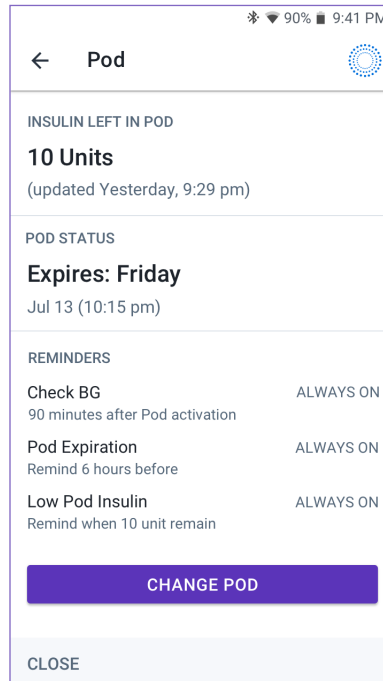 90% 9:41 PM
Pod
INSULIN LEFT IN POD
10 Units
(updated Yesterday, 9:29 pm)
POD STATUS
Expires: Friday
Jul 13 (10:15 pm)
REMINDERS
Check BG ALWAYS ON
90 minutes after Pod activation
Pod Expiration ALWAYS ON
Remind 6 hours before
Low Pod Insulin ALWAYS ON
Remind when 10 unit remain
CHANGE POD
CLOSE